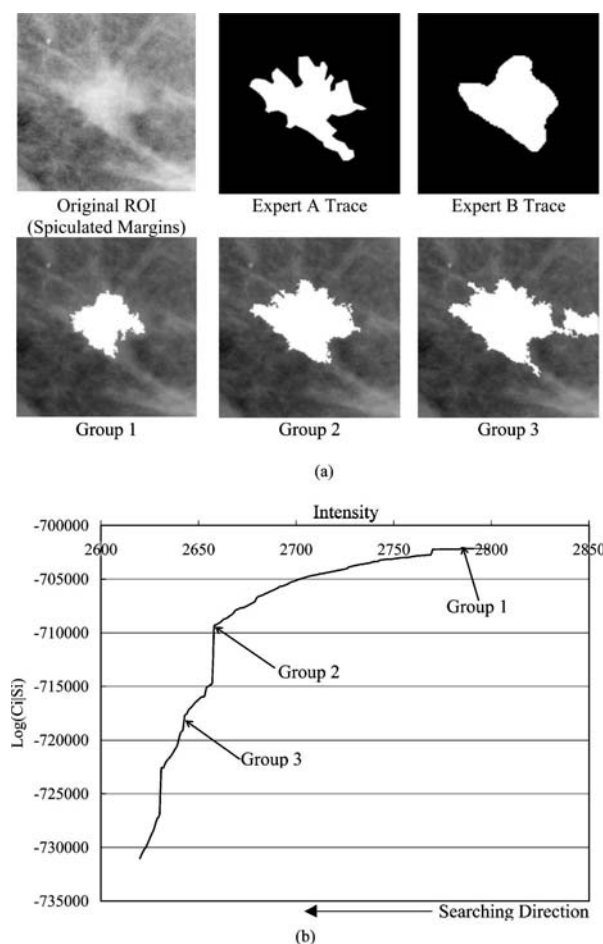 Original ROI
(Spiculated Margins)
Expert A Trace
Expert B Trace
Group 1
Group 2
Group 3
(a)
Intensity
-700000
2600
2650
2700
2750
2800
2850
-705000
Group 1
-710000
Group 2
-715000
Log(Ci|Si)
-720000
Group 3
-725000
-730000
-735000
Searching Direction
(b)